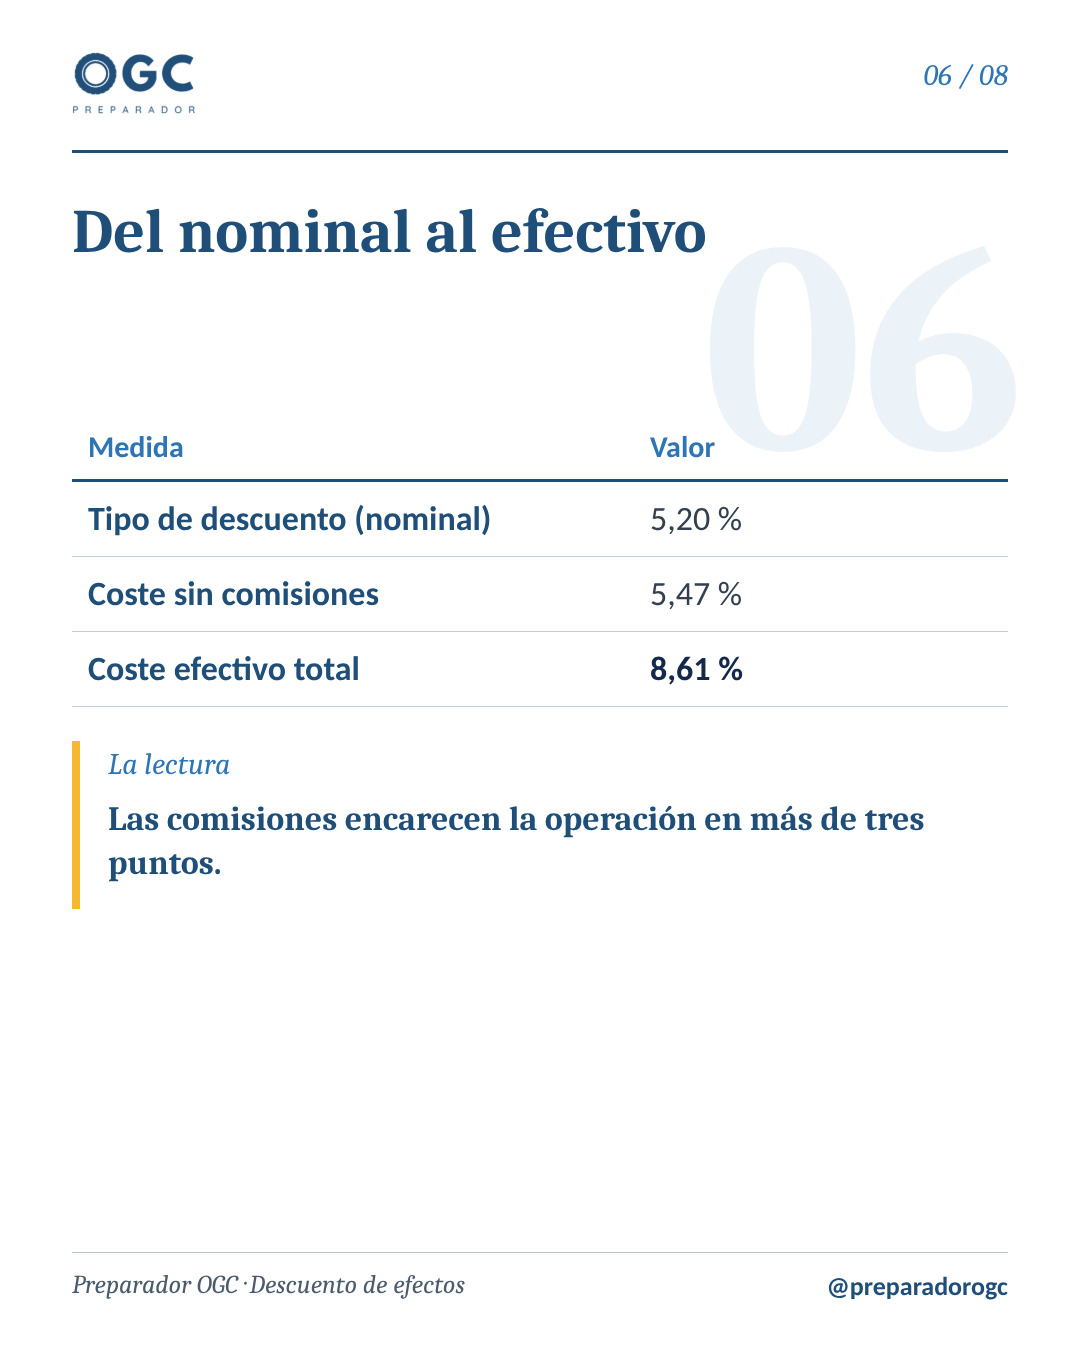 OGC
PREPARADOR
06 / 08
Del nominal al efectivo
06
Medida Valor
Tipo de descuento (nominal) 5,20 %
Coste sin comisiones 5,47 %
Coste efectivo total 8,61 %
La lectura
Las comisiones encarecen la operación en más de tres
puntos.
Preparador OGC · Descuento de efectos
@preparadorogc